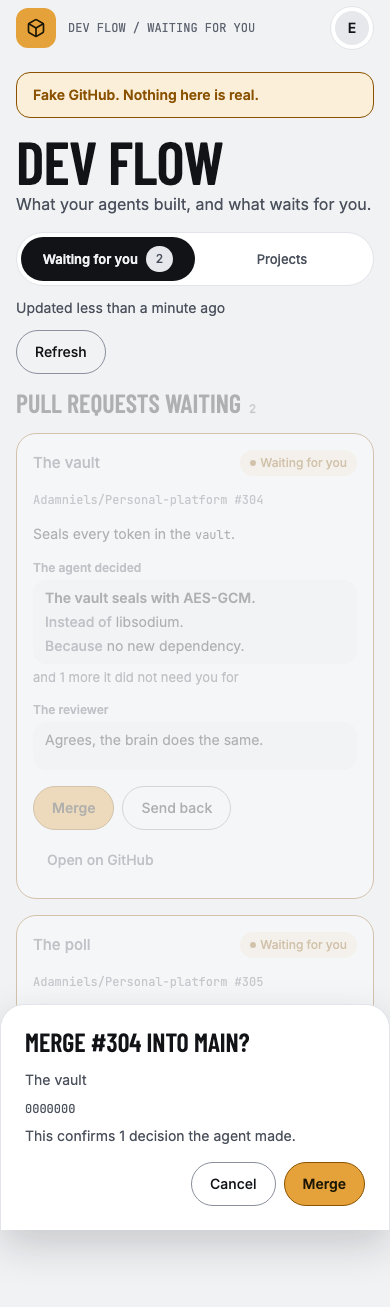 DEV FLOW / WAITING FOR YOU
E
Fake GitHub. Nothing here is real.
DEV FLOW
What your agents built, and what waits for you.
Waiting for you 2
Projects
Updated less than a minute ago
Refresh
PULL REQUESTS WAITING 2
The vault
Waiting for you
Adamniels/Personal-platform #304
Seals every token in the vault.
The agent decided
The vault seals with AES-GCM.
Instead of libsodium.
Because no new dependency.
and 1 more it did not need you for
The reviewer
Agrees, the brain does the same.
Merge
Send back
Open on GitHub
The poll
Waiting for you
Adamniels/Personal-platform #305
MERGE #304 INTO MAIN?
The vault
0000000
This confirms 1 decision the agent made.
Cancel
Merge